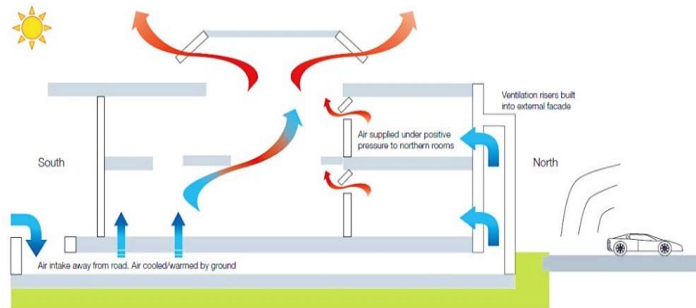 Ventilation risers built
into external facade
Air supplied under positive
pressure to northern rooms
South
North
Air intake away from road. Air cooled/warmed by ground